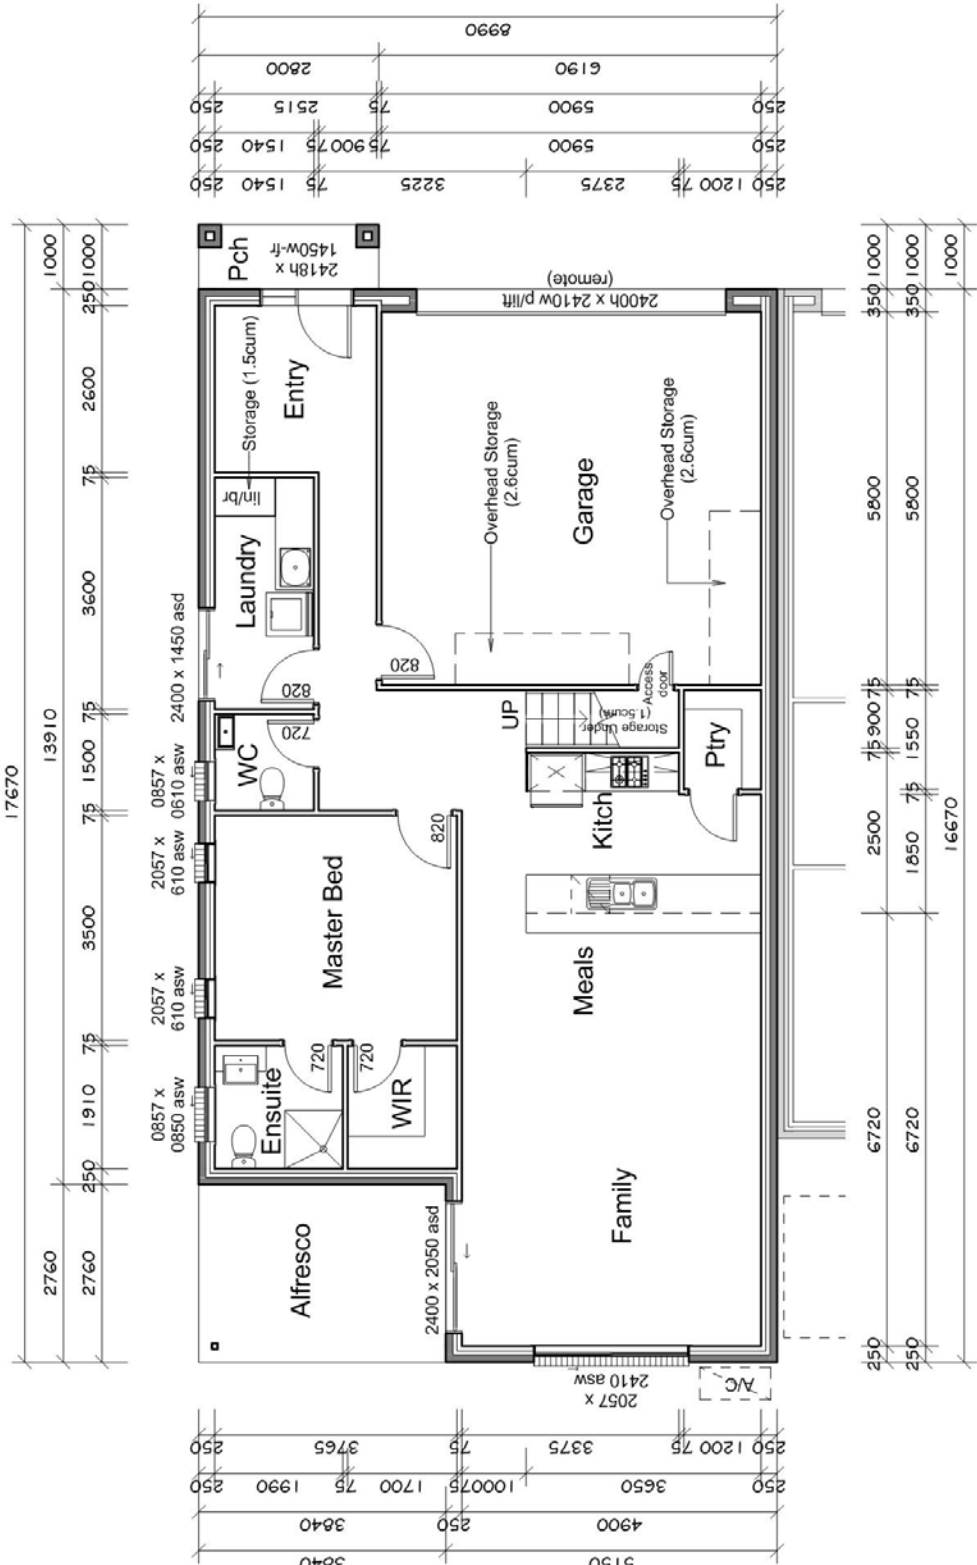 8990
2800
6190
250
2515
75
5900
250
250
1540
75
900
75
5900
250
250
1540
75
3225
2375
75
1200
250
17670
1000
13910
2760
1000
250
2600
75
3600
75
1500
75
3500
75
1910
250
2760
Pch
2418h x
1450w-fr
2400h x 2410w p/lift
(remote)
Storage (1.5cum)
Entry
lin/br
Laundry
2400 x 1450 asd
820
820
Overhead Storage
(2.6cum)
Garage
Overhead Storage
(2.6cum)
Access
door
UP
Storage Under
(1.5cum)
Ptry
Kitch
WC
720
0857 x
0610 asw
2057 x
610 asw
820
Master Bed
Meals
2057 x
610 asw
0857 x
0850 asw
720
720
Ensuite
WIR
Alfresco
2400 x 2050 asd
Family
2057 x
2410 asw
A/C
1000
350
5800
75
900
75
2500
6720
250
1000
350
5800
75
1550
75
1850
6720
250
1000
16670
250
3765
75
3375
75
1200
250
250
1990
75
1700
75
1000
3650
250
3840
250
4900
3840
5150